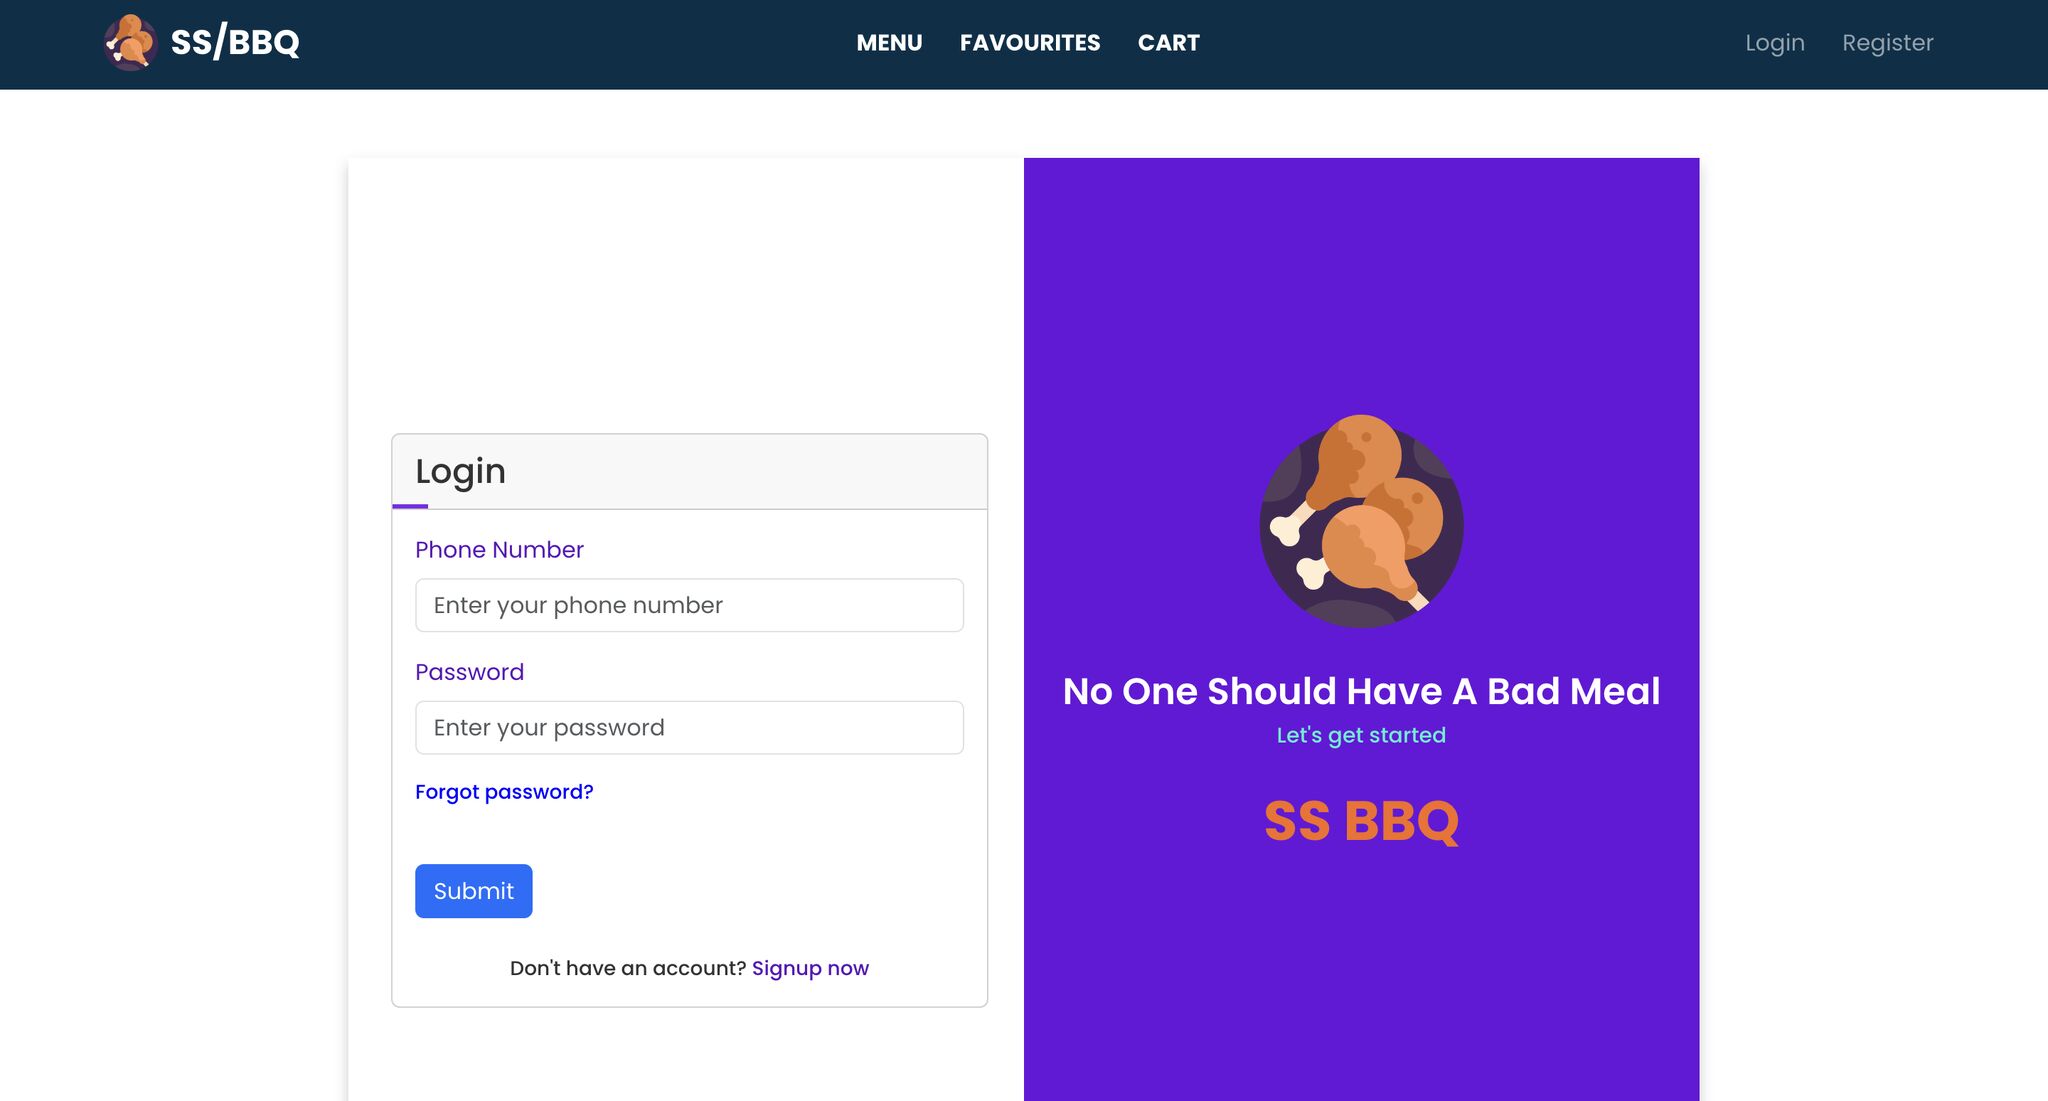 SS/BBQ
MENU FAVOURITES CART
Login Register
Login
Phone Number
Enter your phone number
Password
Enter your password
Forgot password?
Submit
Don't have an account? Signup now
No One Should Have A Bad Meal
Let's get started
SS BBQ